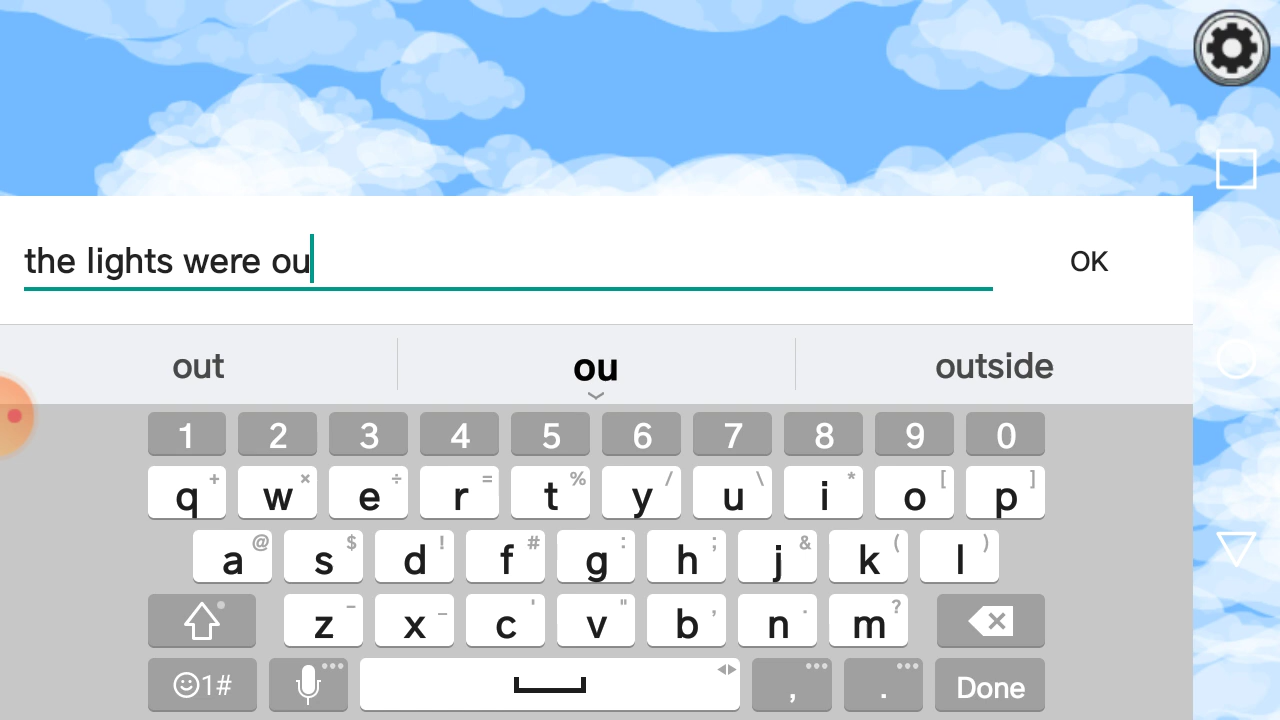 the lights were ou
OK
out ou outside
1 2 3 4 5 6 7 8 9 0
q + w × e ÷ r = t % y / u \ i * o [ p ]
a @ s $ d ! f # g : h ; j & k ( l )
z - x _ c ' v " b , n . m ?
1# , . Done